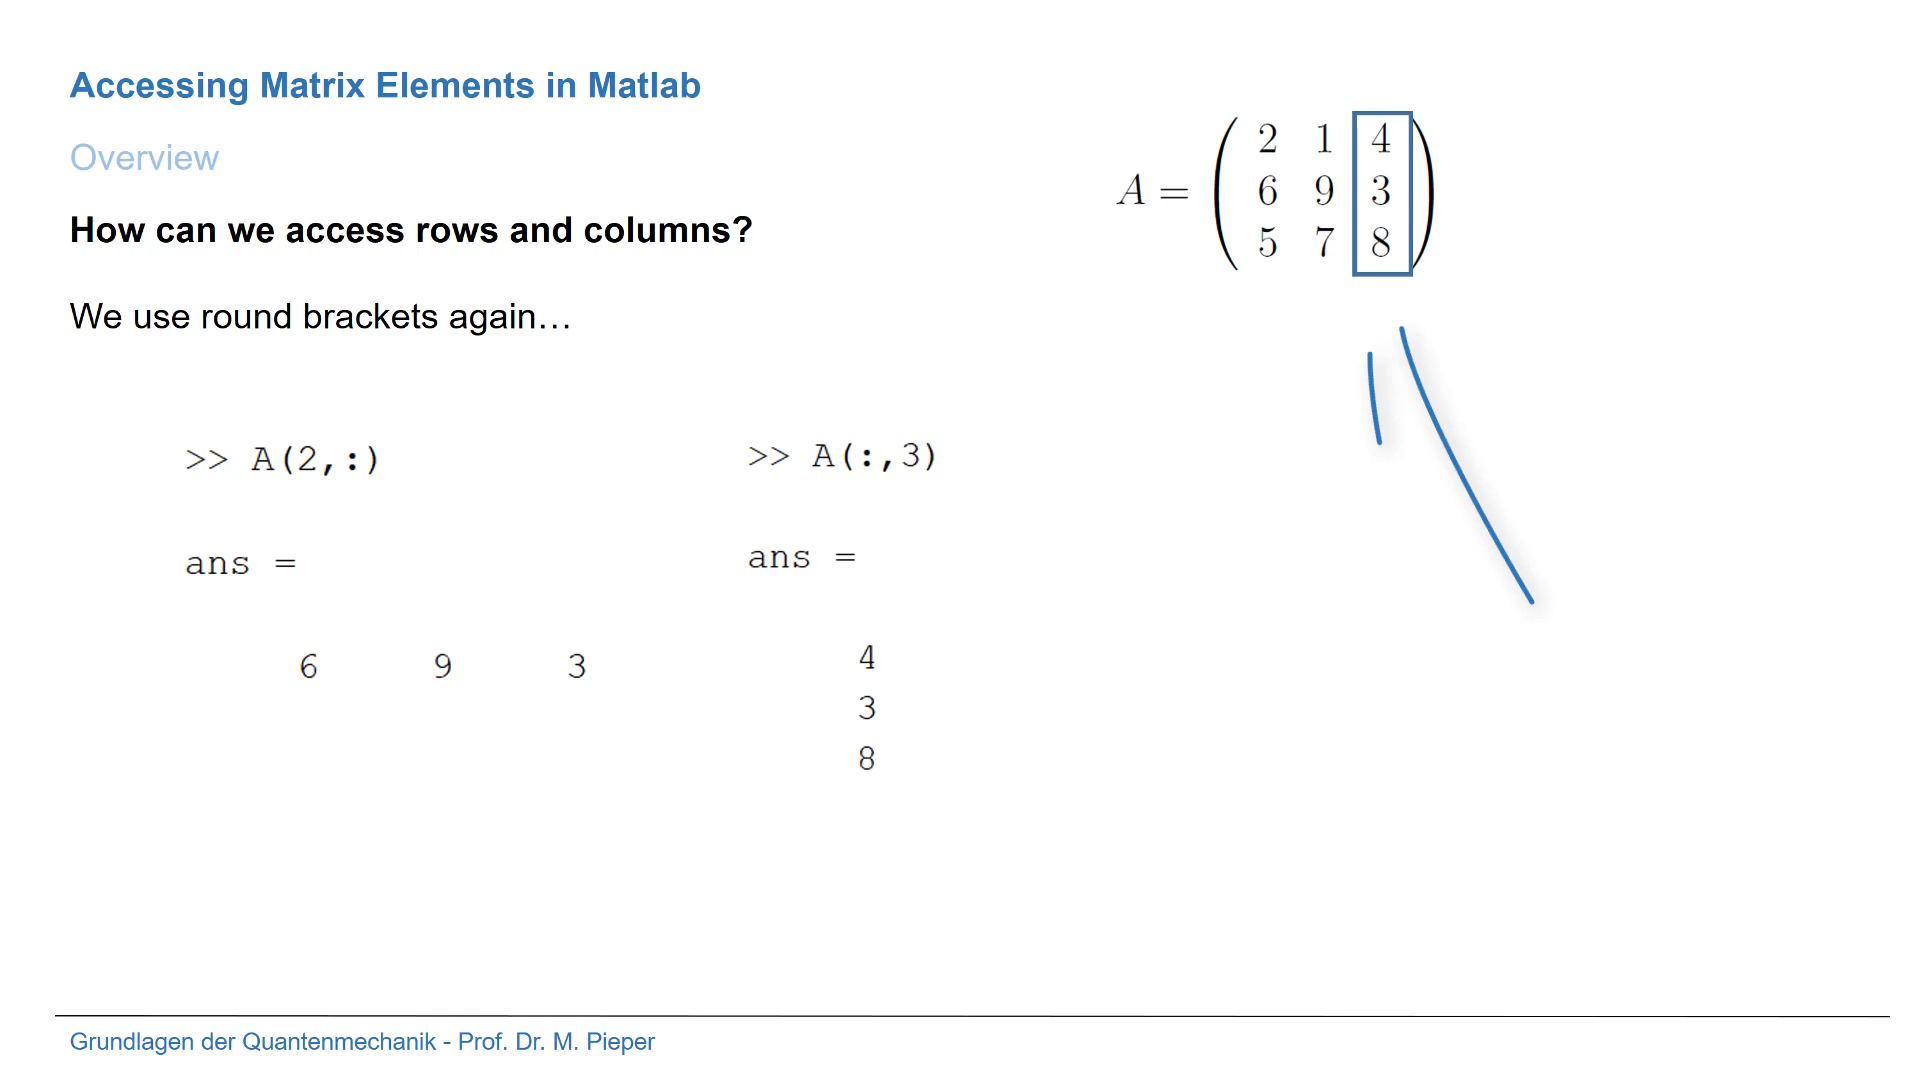 Accessing Matrix Elements in Matlab
Overview
How can we access rows and columns?
We use round brackets again…
A =
2 1 4
6 9 3
5 7 8
>> A(2,:)
ans =
6 9 3
>> A(:,3)
ans =
4
3
8
Grundlagen der Quantenmechanik - Prof. Dr. M. Pieper